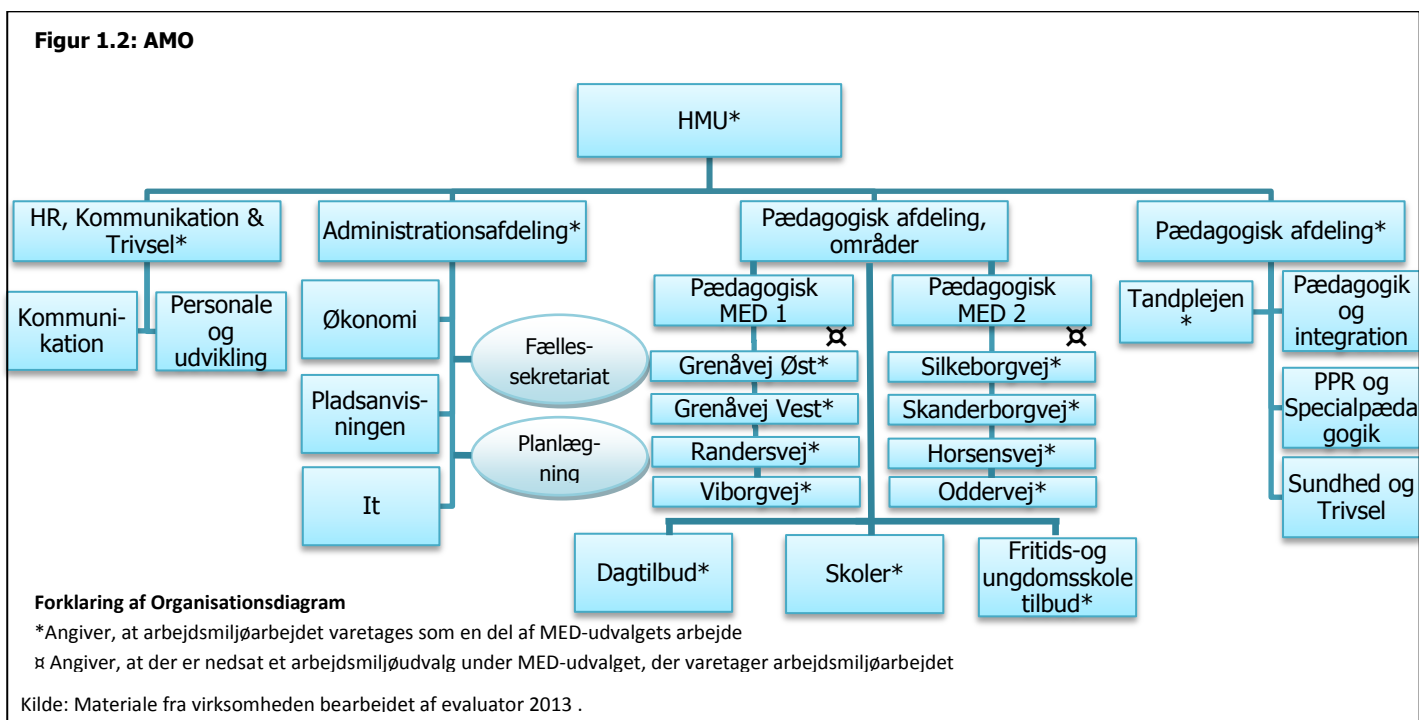 Figur 1.2: AMO
HMU*
HR, Kommunikation &
Trivsel*
Administrationsafdeling*
Pædagogisk afdeling,
områder
Pædagogisk afdeling*
Kommuni-
kation
Personale
og
udvikling
Økonomi
Pladsanvis-
ningen
It
Fælles-
sekretariat
Planlæg-
ning
Pædagogisk
MED 1
¤
Grenåvej Øst*
Grenåvej Vest*
Randersvej*
Viborgvej*
Pædagogisk
MED 2
¤
Silkeborgvej*
Skanderborgvej*
Horsensvej*
Oddervej*
Dagtilbud*
Skoler*
Fritids-og
ungdomsskole
tilbud*
Tandplejen
*
Pædagogik
og
integration
PPR og
Specialpæda
gogik
Sundhed og
Trivsel
Forklaring af Organisationsdiagram
*Angiver, at arbejdsmiljøarbejdet varetages som en del af MED-udvalgets arbejde
¤ Angiver, at der er nedsat et arbejdsmiljøudvalg under MED-udvalget, der varetager arbejdsmiljøarbejdet
Kilde: Materiale fra virksomheden bearbejdet af evaluator 2013 .